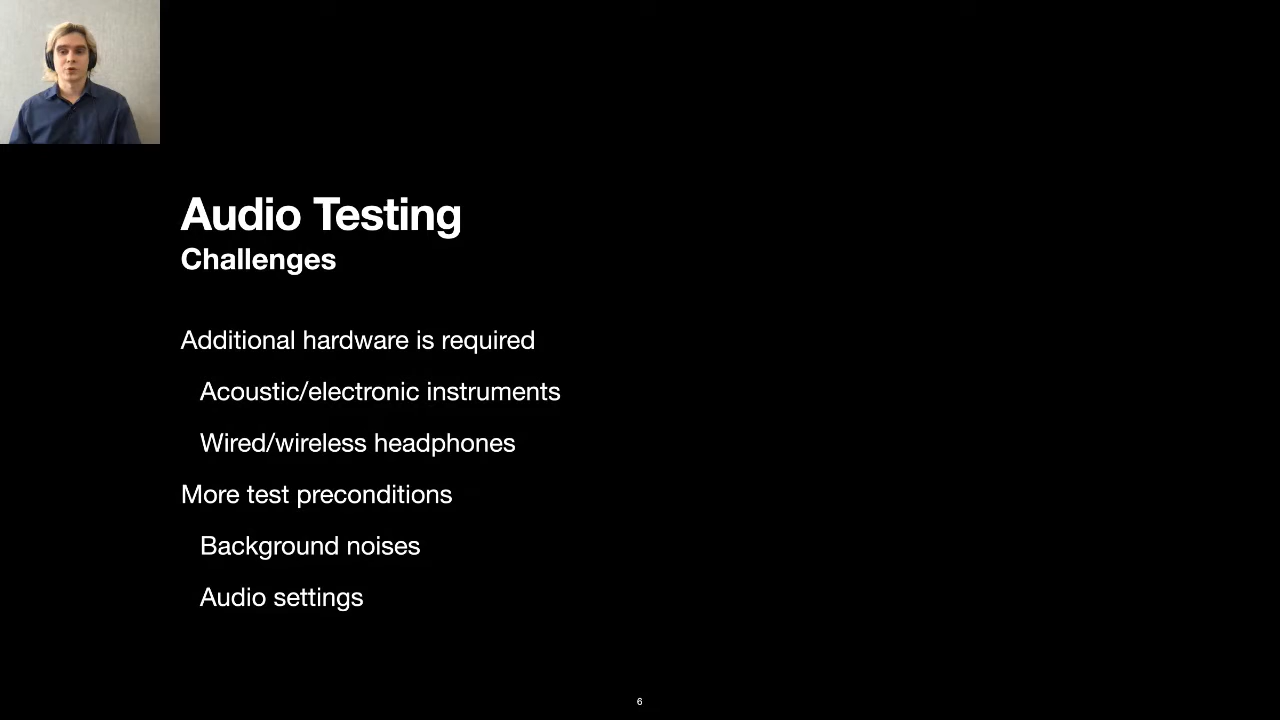 Audio Testing
Challenges
Additional hardware is required
Acoustic/electronic instruments
Wired/wireless headphones
More test preconditions
Background noises
Audio settings
6